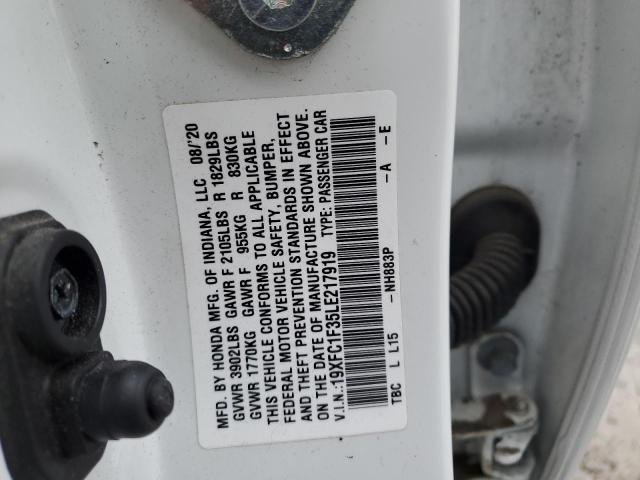 MFD. BY HONDA MFG. OF INDIANA, LLC 08/'20
GVWR 3902LBS GAWR F 2105LBS R 1829LBS
GVWR 1770KG GAWR F 955KG R 830KG
THIS VEHICLE CONFORMS TO ALL APPLICABLE
FEDERAL MOTOR VEHICLE SAFETY, BUMPER,
AND THEFT PREVENTION STANDARDS IN EFFECT
ON THE DATE OF MANUFACTURE SHOWN ABOVE.
V.I.N.:19XFC1F35LE217919 TYPE: PASSENGER CAR
TBC L L15 -NH883P -A -E